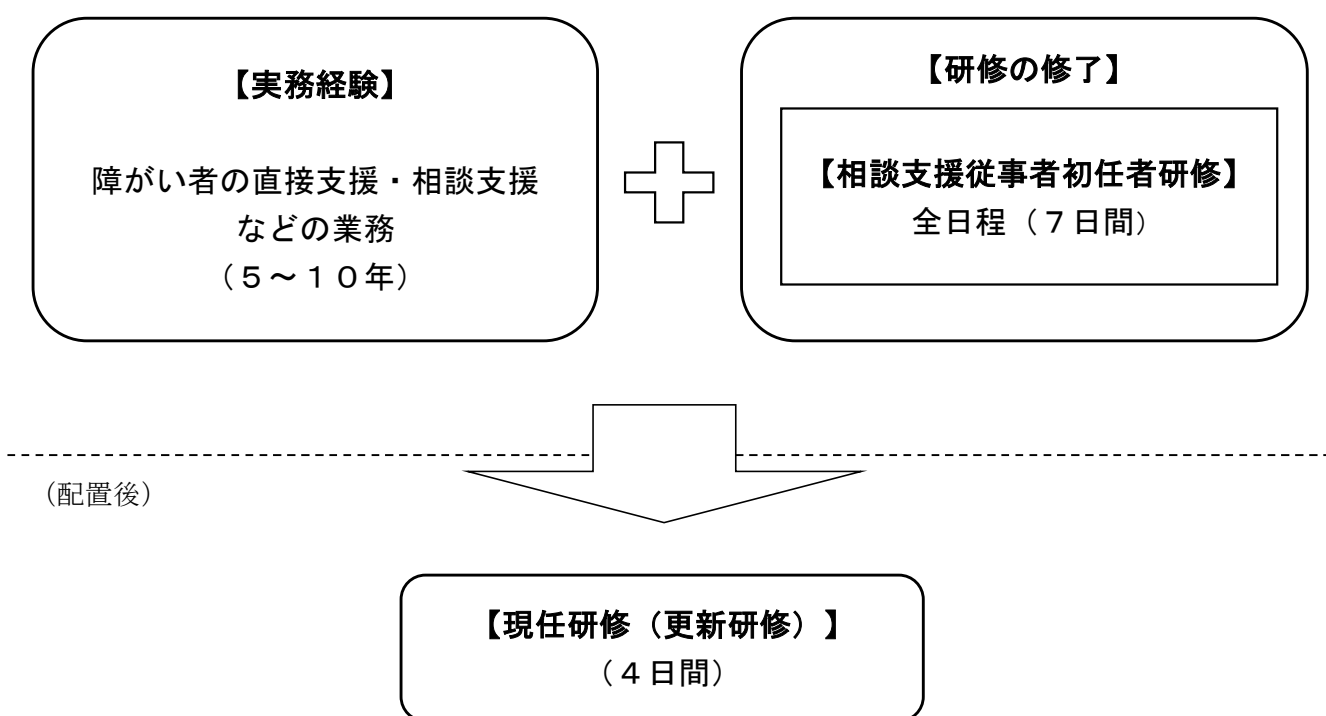 【実務経験】
障がい者の直接支援・相談支援
などの業務
（５～１０年）
【研修の修了】
【相談支援従事者初任者研修】
全日程（７日間）
（配置後）
【現任研修（更新研修）】
（４日間）